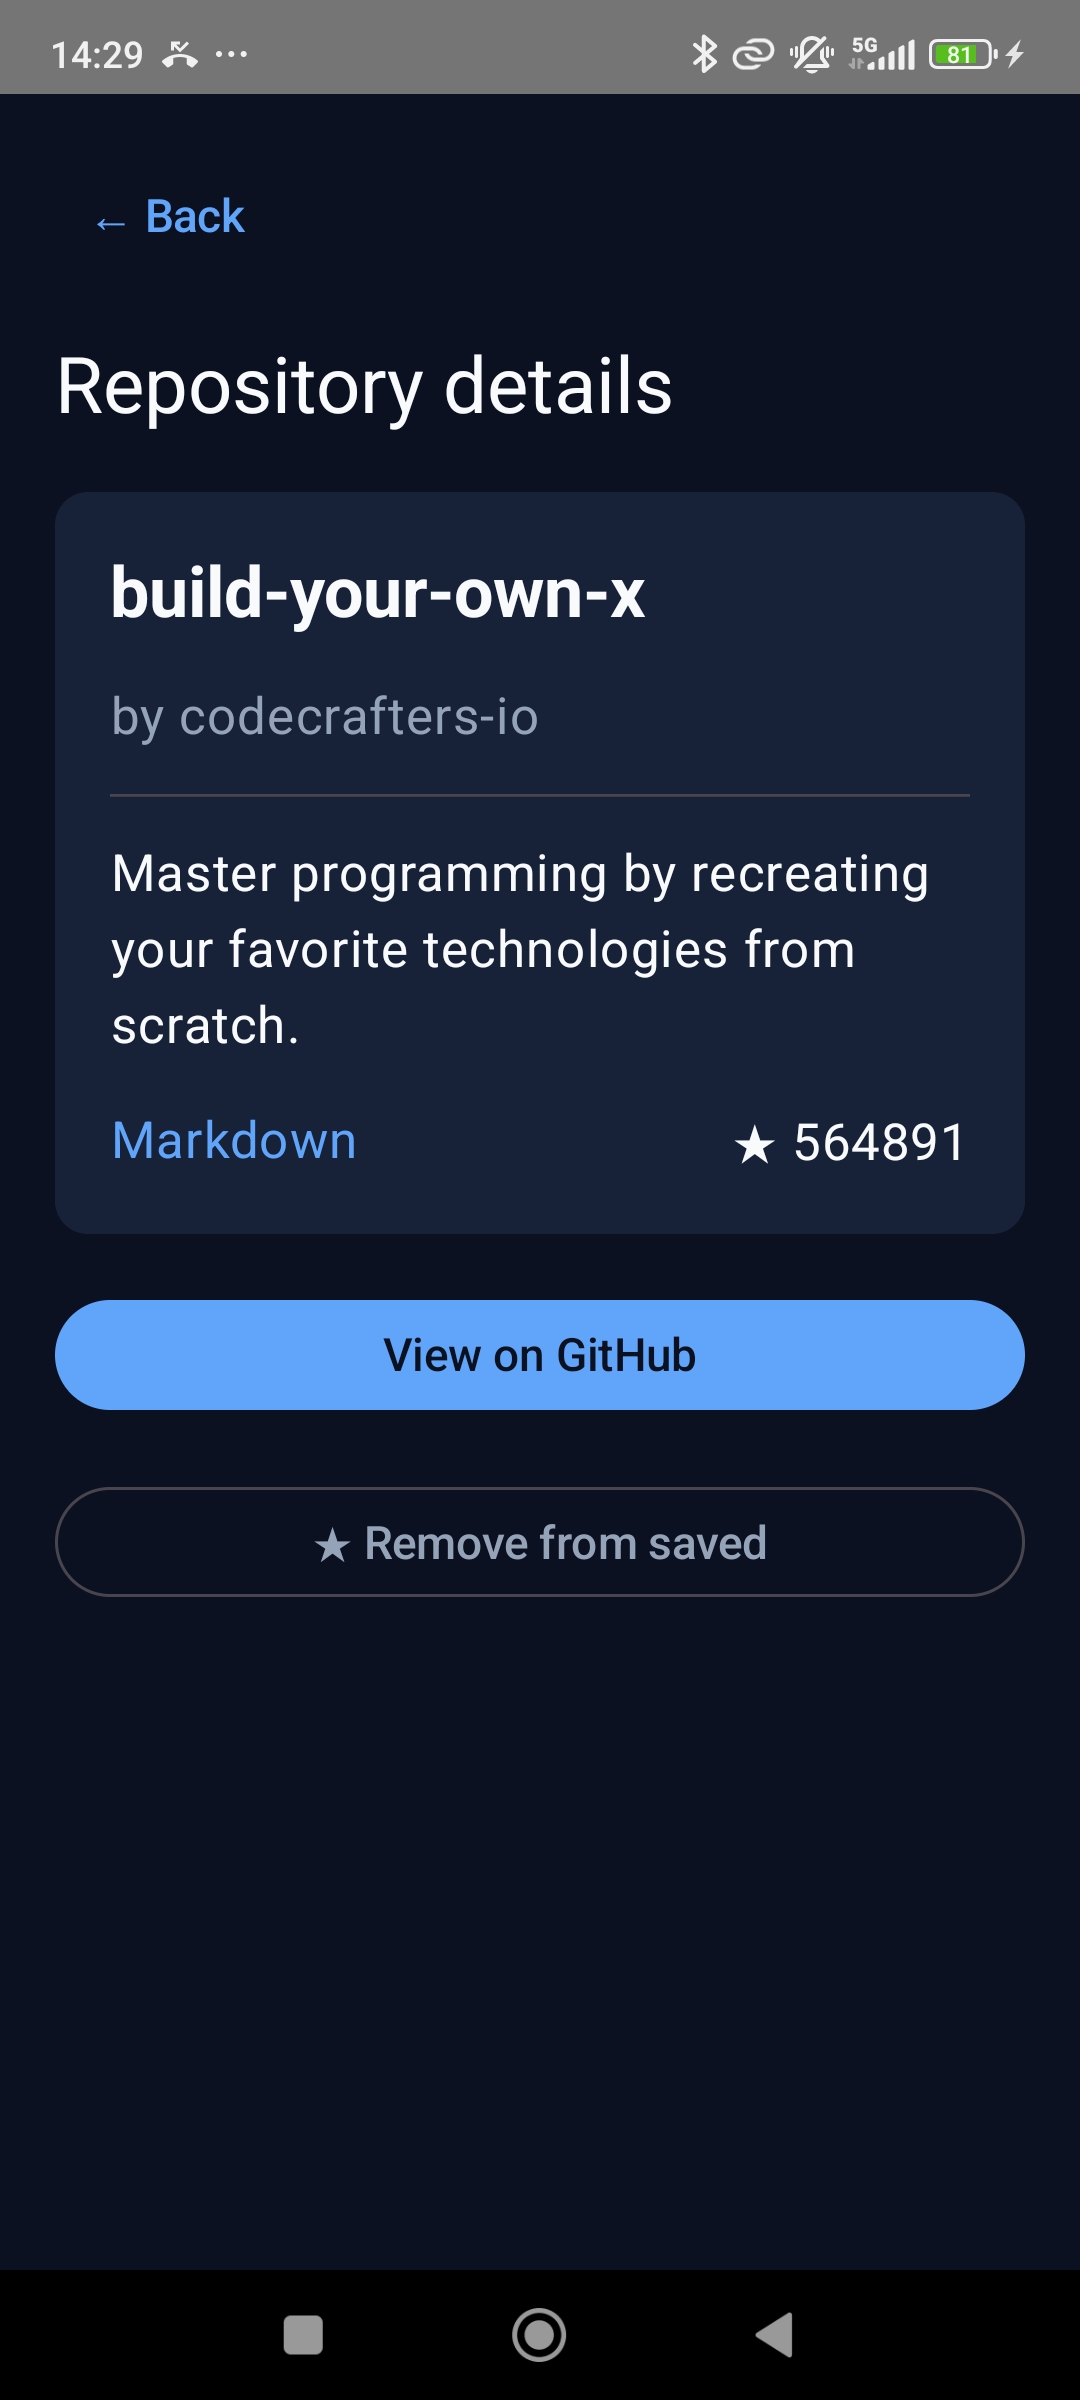 14:29
5G
81
← Back
Repository details
build-your-own-x
by codecrafters-io
Master programming by recreating
your favorite technologies from
scratch.
Markdown
★ 564891
View on GitHub
★ Remove from saved